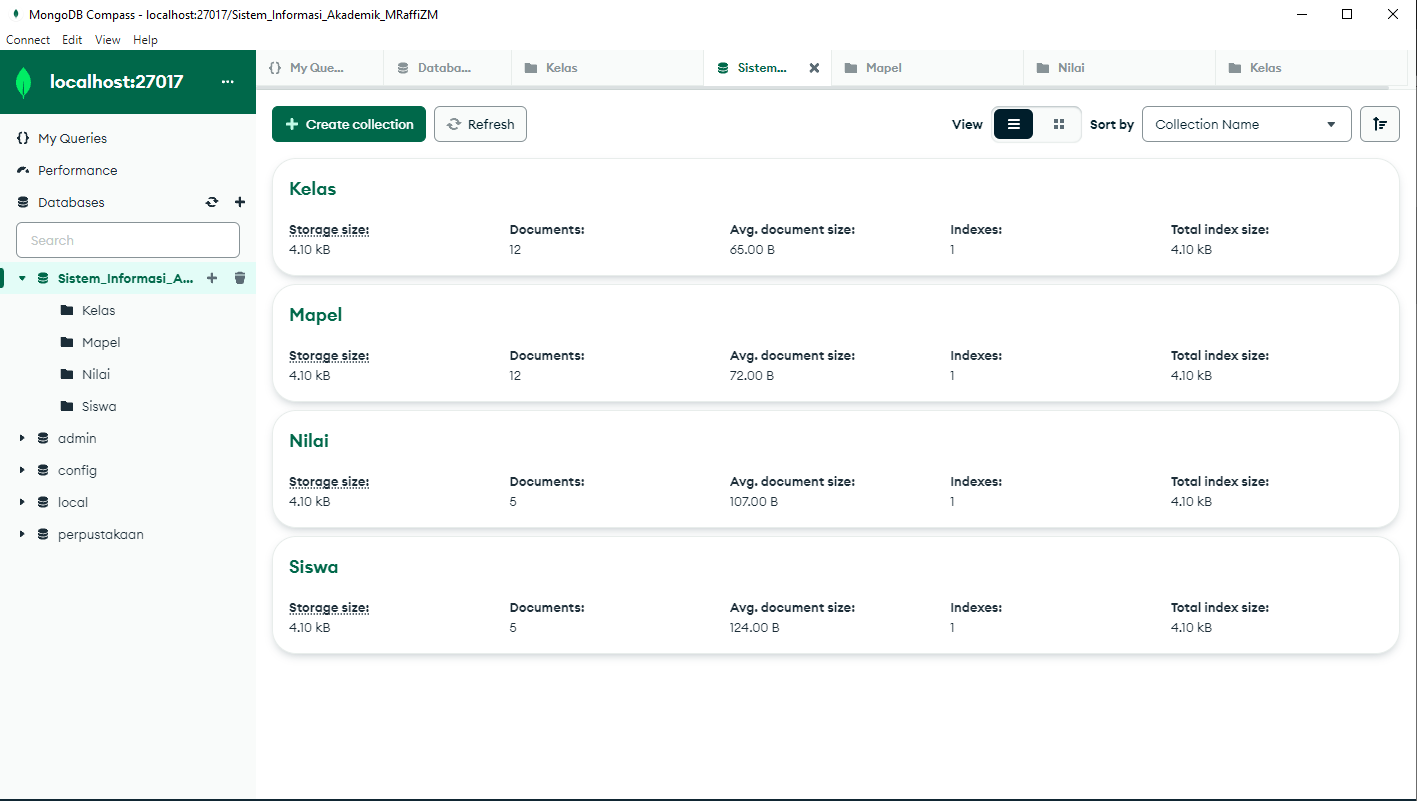 MongoDB Compass - localhost:27017/Sistem_Informasi_Akademik_MRaffiZM
Connect Edit View Help
localhost:27017 ...
{} My Queries
Performance
Databases
Search
Sistem_Informasi_A...
Kelas
Mapel
Nilai
Siswa
admin
config
local
perpustakaan
{} My Que... Databa... Kelas Sistem... Mapel Nilai Kelas
Create collection Refresh View Sort by Collection Name
Kelas
Storage size: Documents: Avg. document size: Indexes: Total index size:
4.10 kB 12 65.00 B 1 4.10 kB
Mapel
Storage size: Documents: Avg. document size: Indexes: Total index size:
4.10 kB 12 72.00 B 1 4.10 kB
Nilai
Storage size: Documents: Avg. document size: Indexes: Total index size:
4.10 kB 5 107.00 B 1 4.10 kB
Siswa
Storage size: Documents: Avg. document size: Indexes: Total index size:
4.10 kB 5 124.00 B 1 4.10 kB